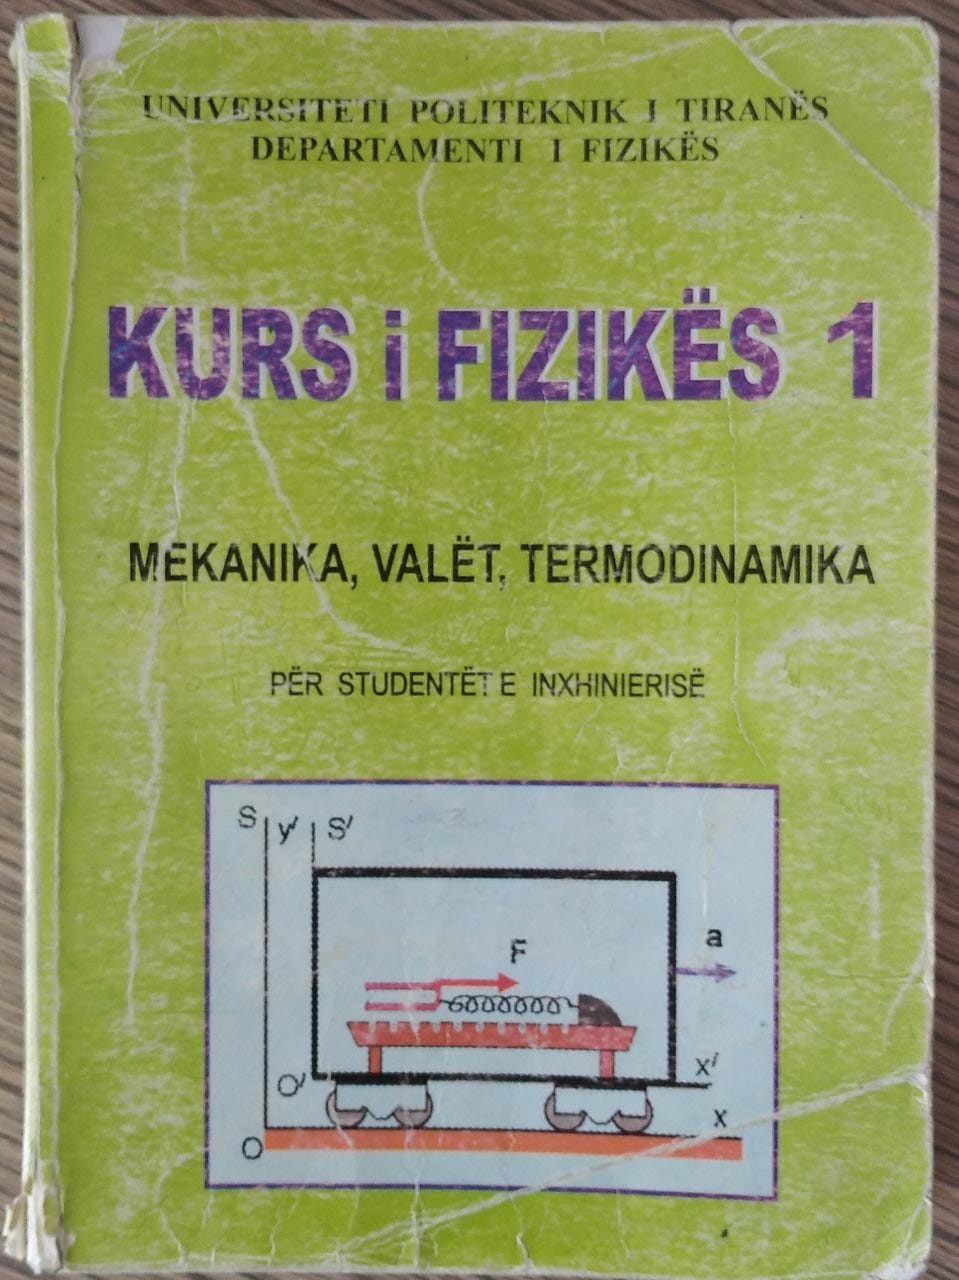 UNIVERSITETI POLITEKNIK I TIRANËS
DEPARTAMENTI I FIZIKËS
KURS i FIZIKËS 1
MEKANIKA, VALËT, TERMODINAMIKA
PËR STUDENTËT E INXHINIERISË
S y' S'
F a
O' x'
O x